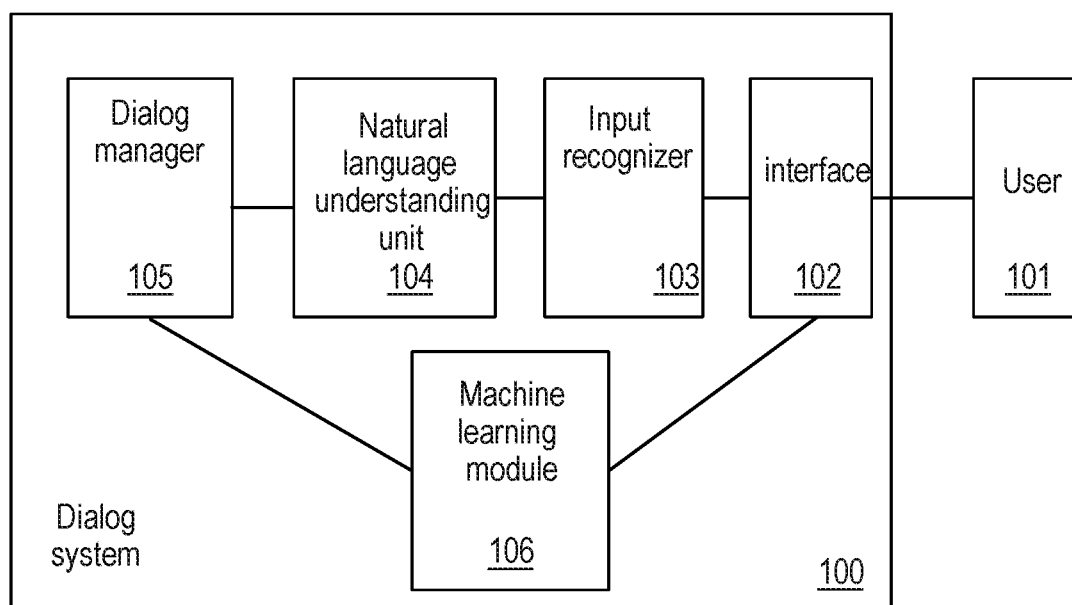 Dialog
manager
105
Natural
language
understanding
unit
104
Input
recognizer
103
interface
102
User
101
Machine
learning
module
106
Dialog
system
100